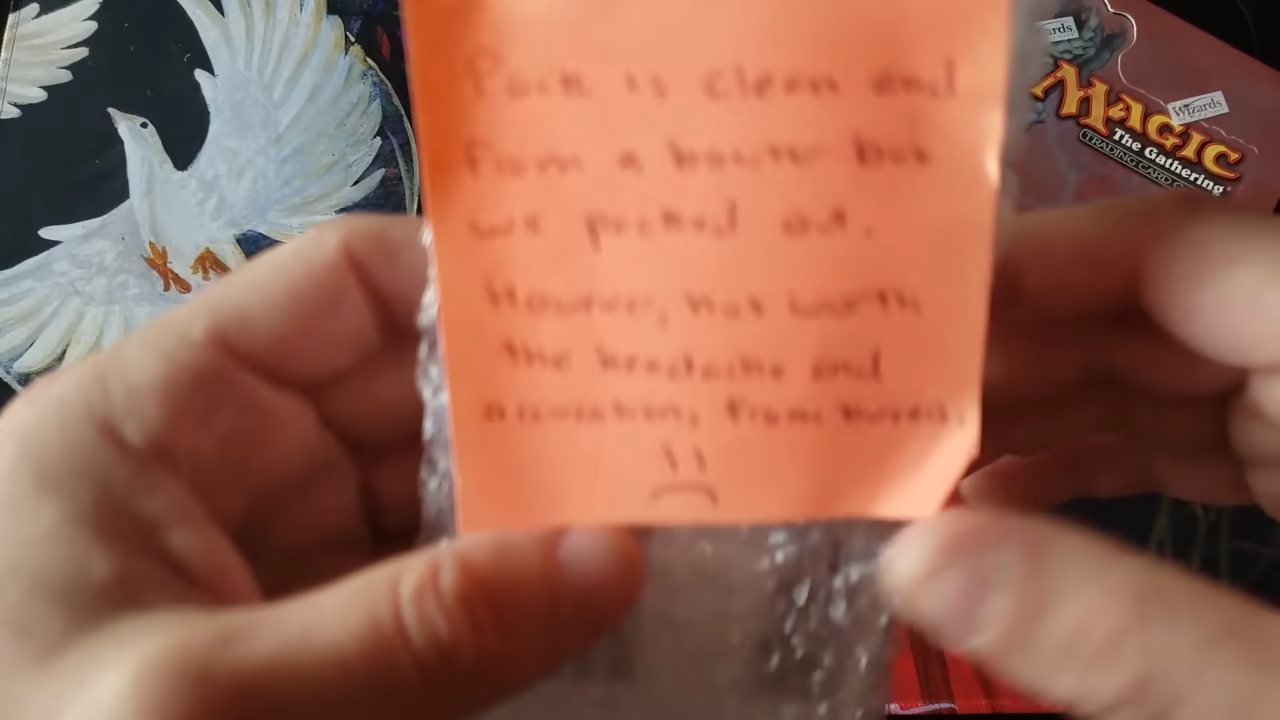 Pack is clean and
from a booster box
we picked out.
However, not worth
the headache and
accusations from buyers.
rds
Wizards
MAGIC
The Gathering
TRADING CARD